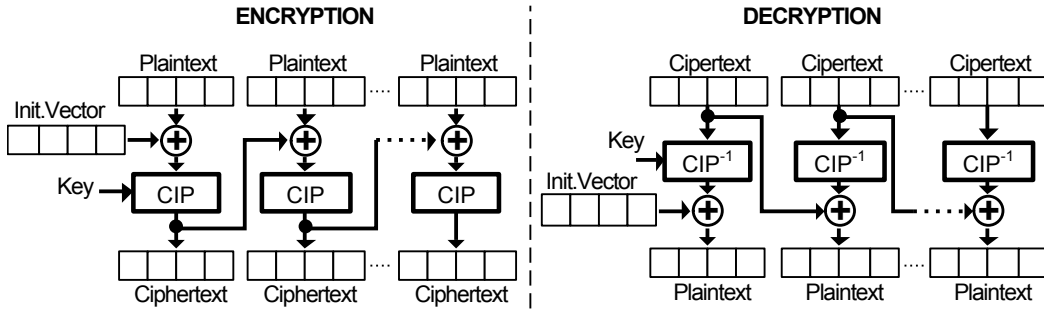 ENCRYPTION
Plaintext Plaintext Plaintext
Init.Vector
Key
CIP CIP CIP
Ciphertext Ciphertext Ciphertext
DECRYPTION
Cipertext Cipertext Cipertext
Key
CIP-1 CIP-1 CIP-1
Init.Vector
Plaintext Plaintext Plaintext